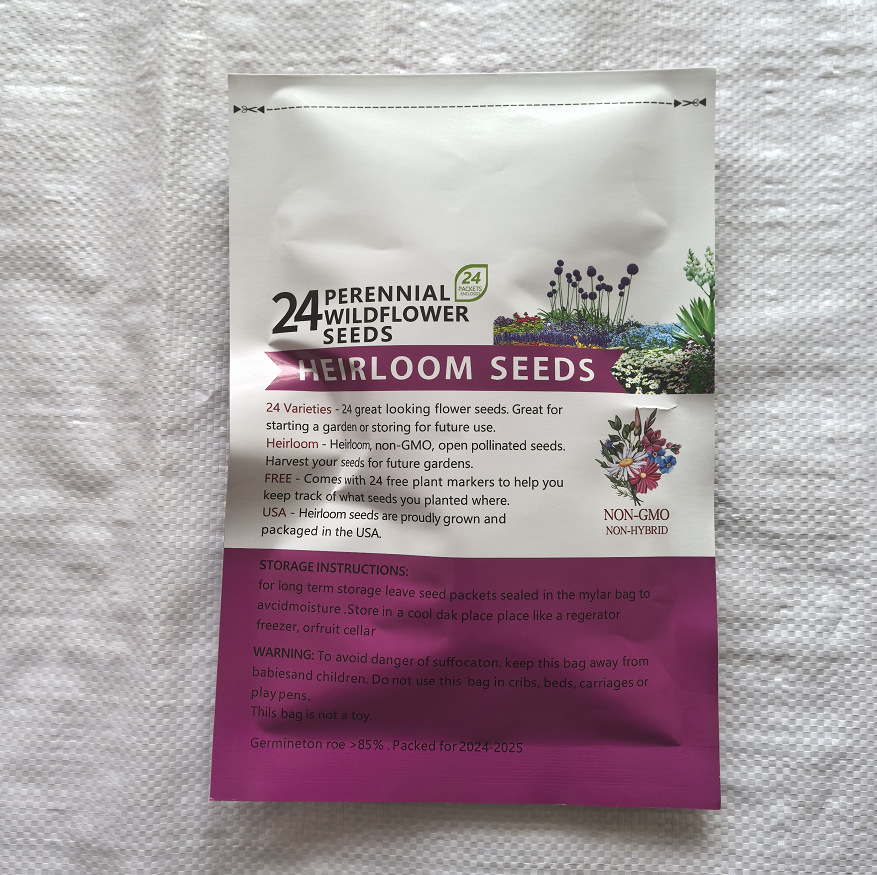 24 PERENNIAL
WILDFLOWER
SEEDS
24
PACKETS
ENCLOSED
HEIRLOOM SEEDS
24 Varieties - 24 great looking flower seeds. Great for
starting a garden or storing for future use.
Heirloom - Heirloom, non-GMO, open pollinated seeds.
Harvest your seeds for future gardens.
FREE - Comes with 24 free plant markers to help you
keep track of what seeds you planted where.
USA - Heirloom seeds are proudly grown and
packaged in the USA.
NON-GMO
NON-HYBRID
STORAGE INSTRUCTIONS:
for long term storage leave seed packets sealed in the mylar bag to
avcidmoisture .Store in a cool dak place place like a regerator
freezer, orfruit cellar
WARNING: To avoid danger of suffocaton, keep this bag away from
babiesand children. Do not use this bag in cribs, beds, carriages or
play pens.
Thils bag is not a toy.
Germineton roe >85% . Packed for 2024-2025